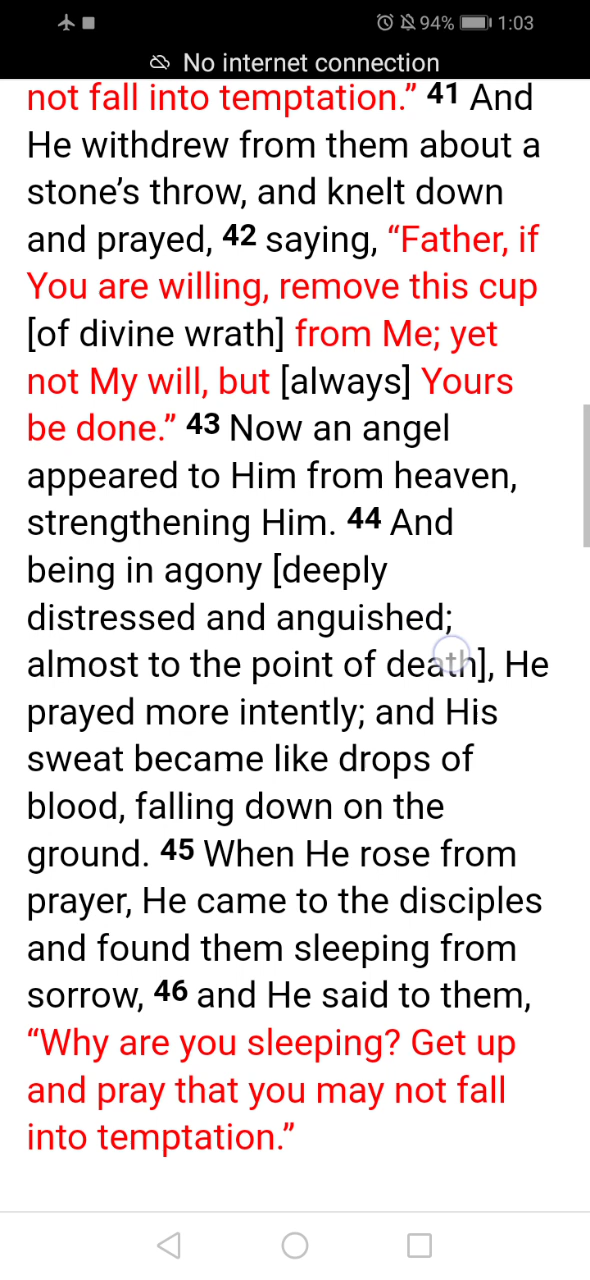 94% 1:03
No internet connection
not fall into temptation.” 41 And
He withdrew from them about a
stone’s throw, and knelt down
and prayed, 42 saying, “Father, if
You are willing, remove this cup
[of divine wrath] from Me; yet
not My will, but [always] Yours
be done.” 43 Now an angel
appeared to Him from heaven,
strengthening Him. 44 And
being in agony [deeply
distressed and anguished;
almost to the point of death], He
prayed more intently; and His
sweat became like drops of
blood, falling down on the
ground. 45 When He rose from
prayer, He came to the disciples
and found them sleeping from
sorrow, 46 and He said to them,
“Why are you sleeping? Get up
and pray that you may not fall
into temptation.”